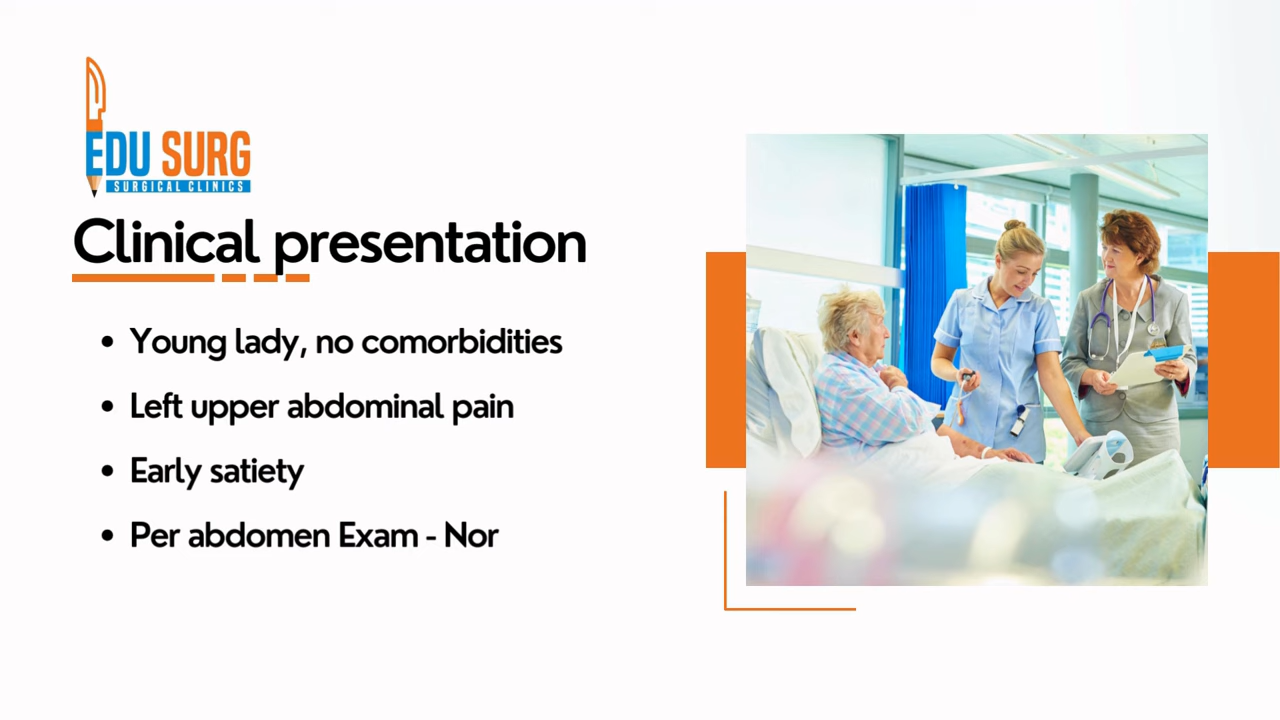 EDU SURG
SURGICAL CLINICS
Clinical presentation
• Young lady, no comorbidities
• Left upper abdominal pain
• Early satiety
• Per abdomen Exam - Nor